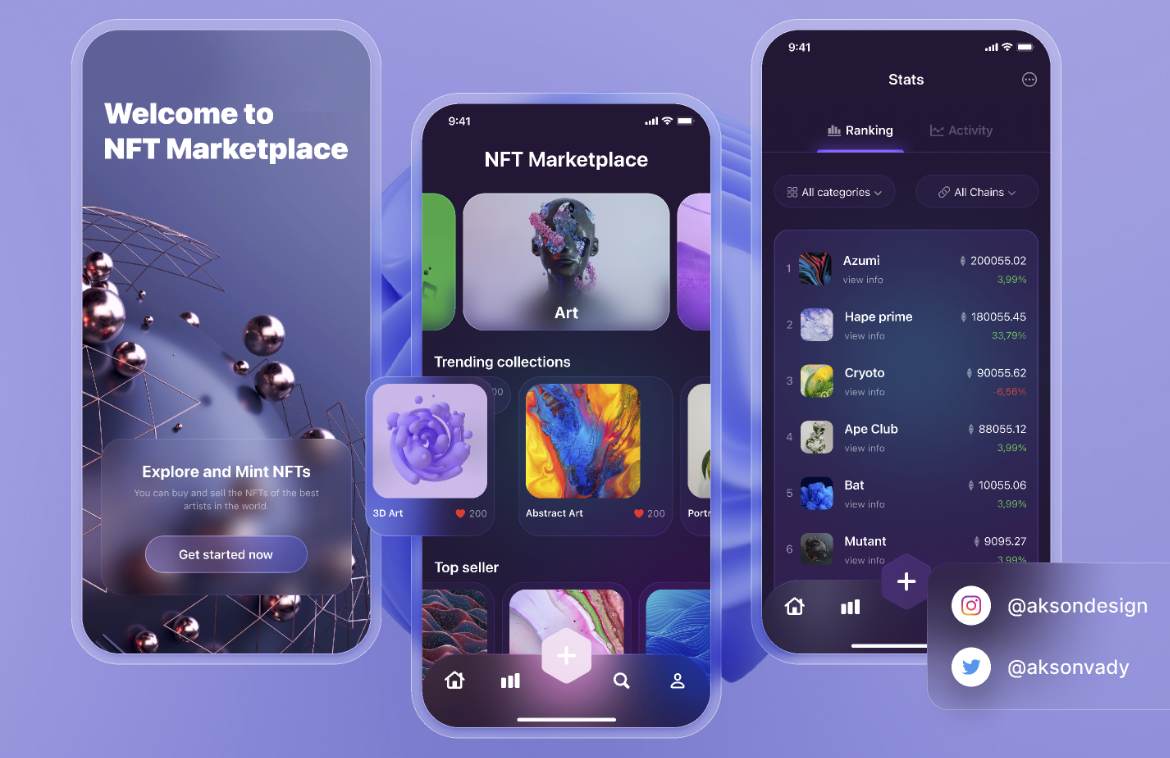 Welcome to
NFT Marketplace
Explore and Mint NFTs
You can buy and sell the NFTs of the best
artists in the world.
Get started now
9:41
NFT Marketplace
Art
Trending collections
3D Art 200
Abstract Art 200
Top seller
9:41
Stats
Ranking Activity
All categories All Chains
1 Azumi 200055.02
view info 3,99%
2 Hape prime 180055.45
view info 33,79%
3 Cryoto 90055.62
view info -6,56%
4 Ape Club 88055.12
view info 3,99%
5 Bat 10055.06
view info 3,99%
6 Mutant 9095.27
view info 3,99%
@aksondesign
@aksonvady